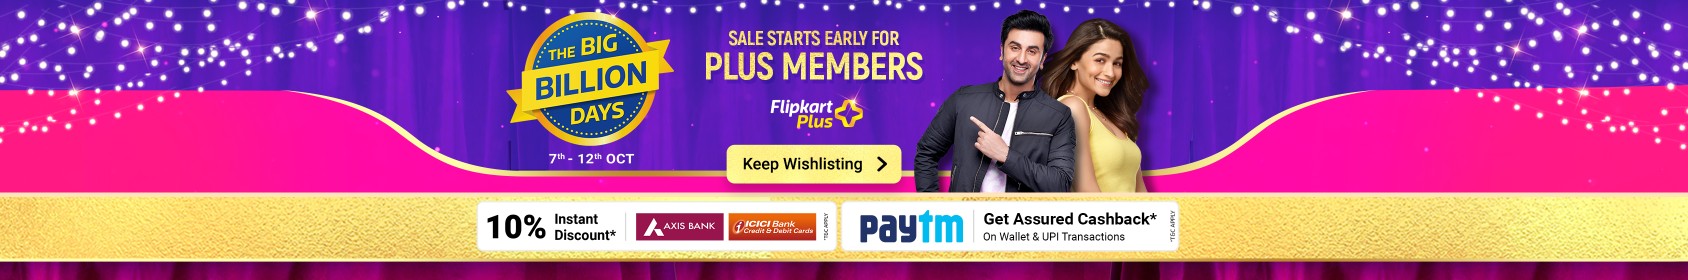 THE BIG
BILLION
DAYS
7th - 12th OCT
SALE STARTS EARLY FOR
PLUS MEMBERS
Flipkart
Plus
Keep Wishlisting
10% Instant
Discount*
AXIS BANK
ICICI Bank
Credit & Debit Cards
*T&C APPLY
paytm
Get Assured Cashback*
On Wallet & UPI Transactions
*T&C APPLY